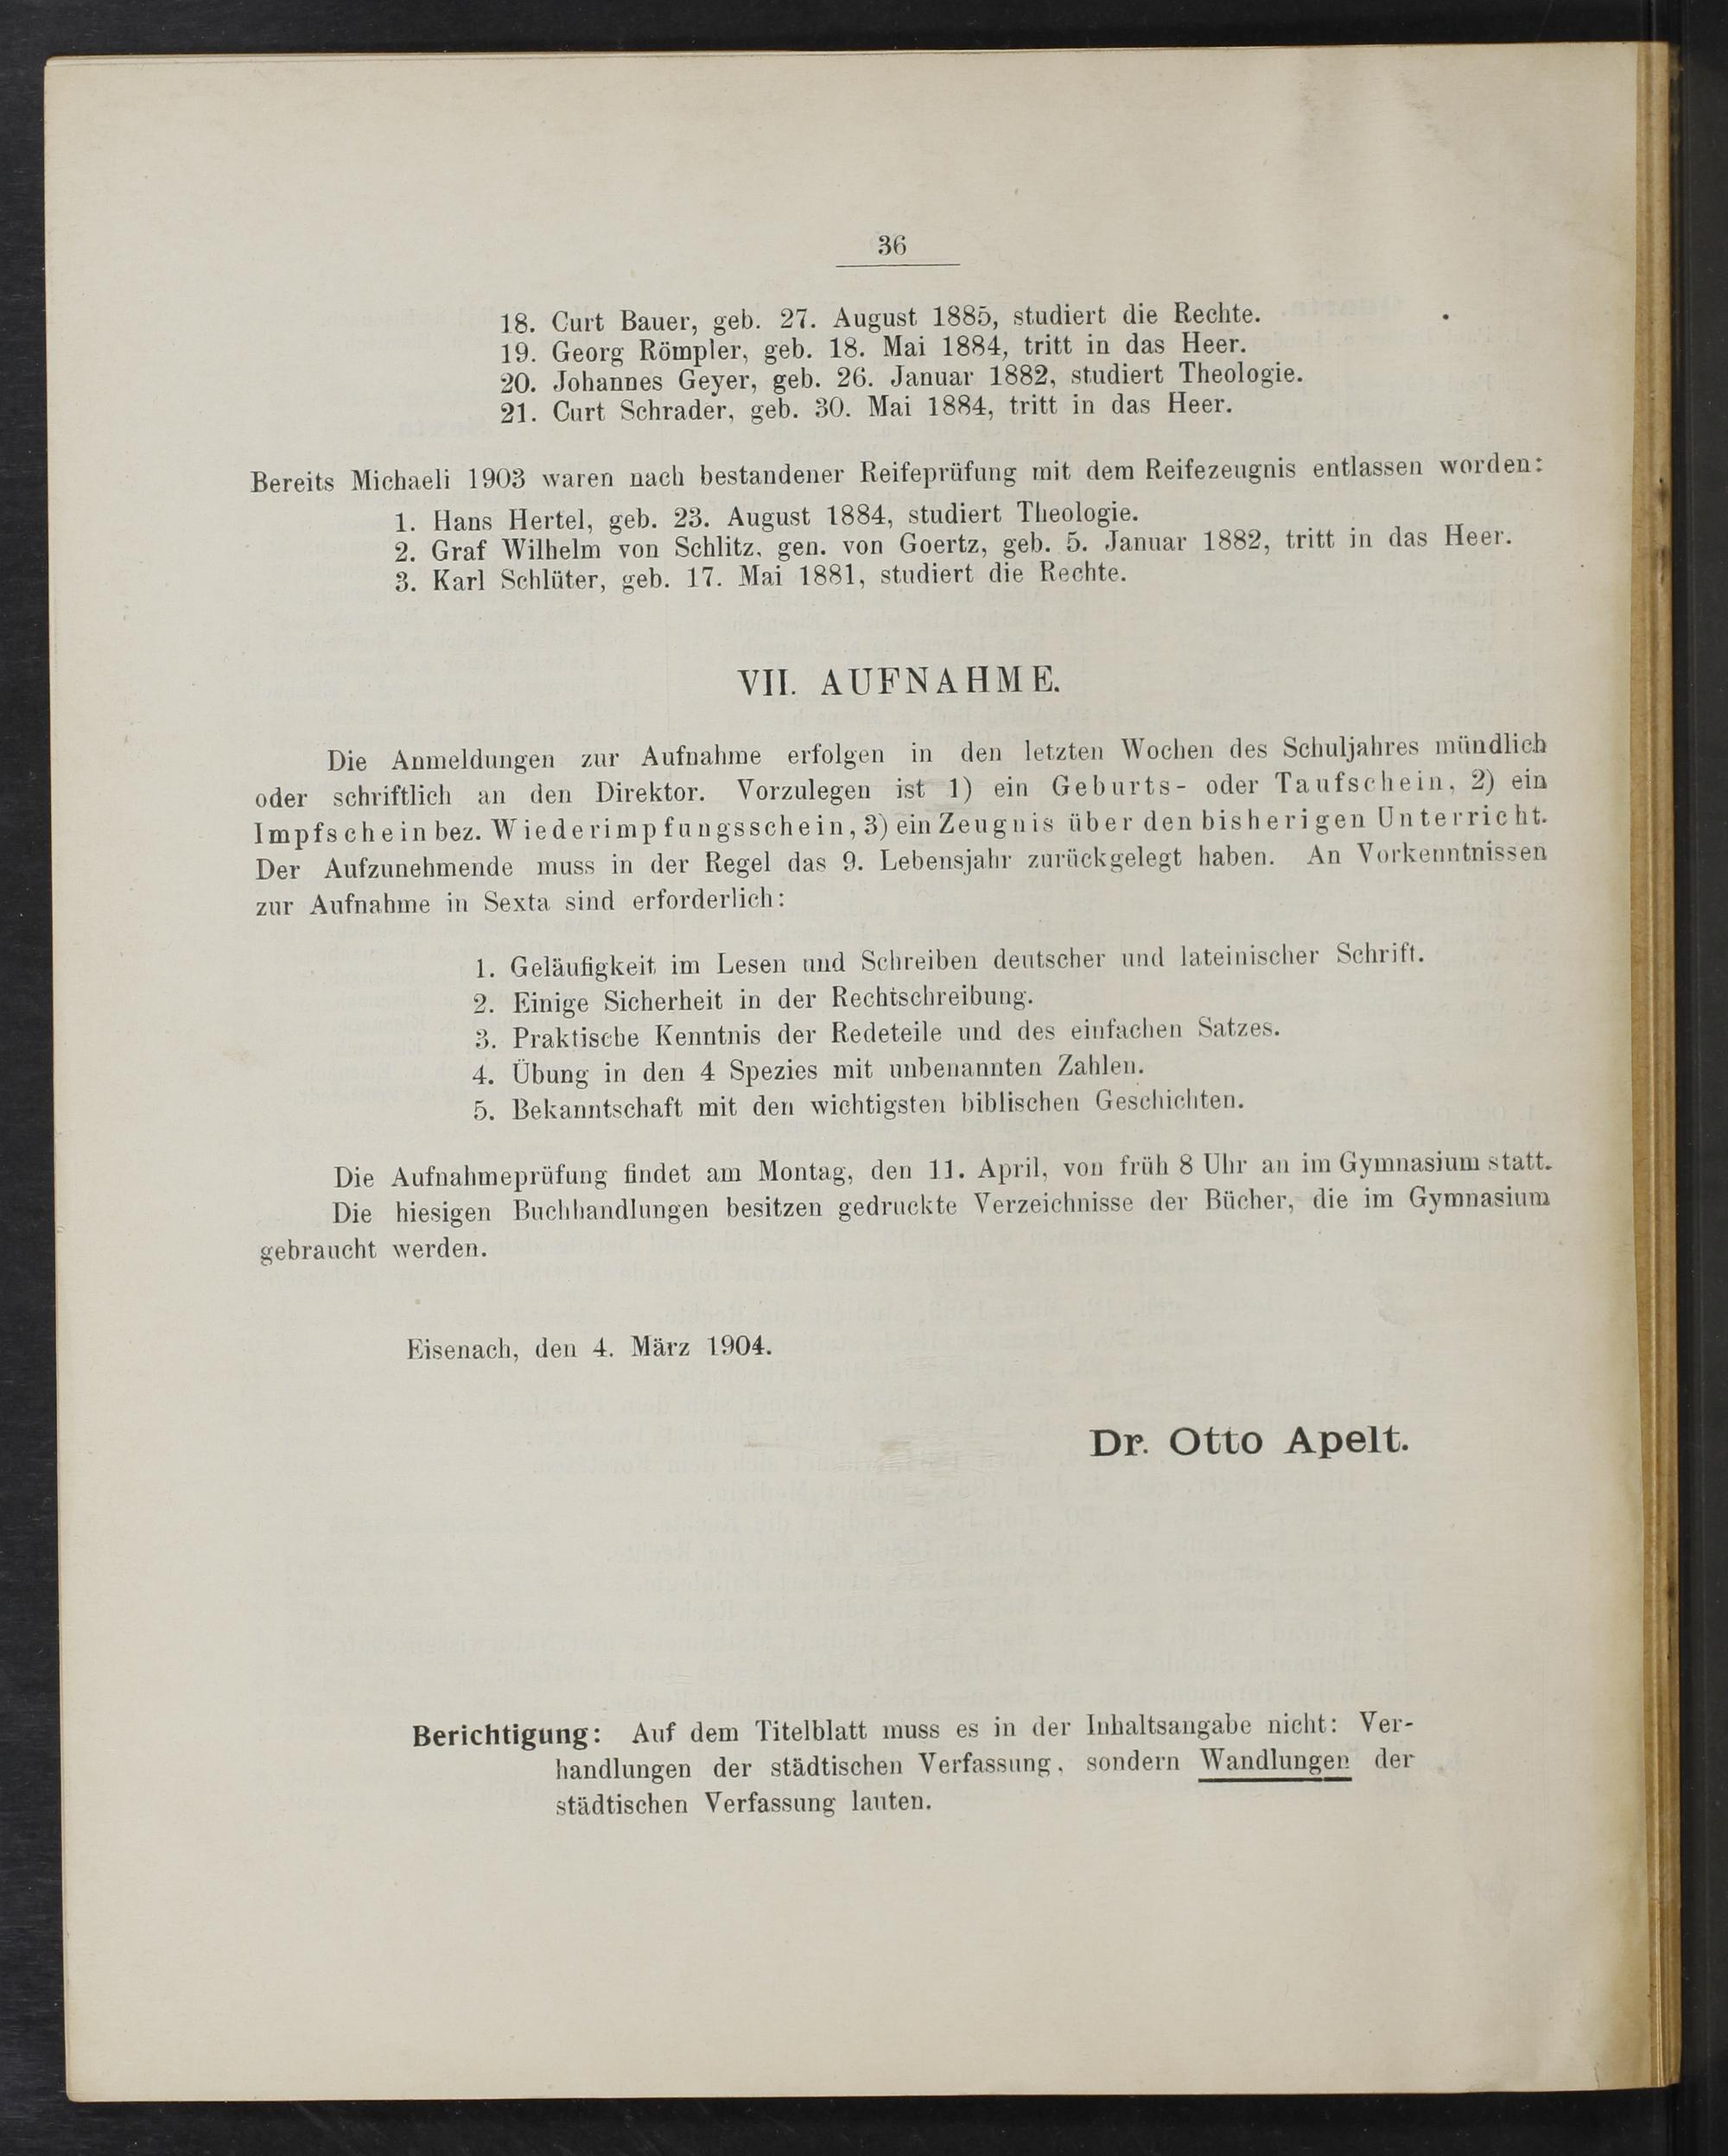 36
18. Curt Bauer, geb. 27. August 1885, studiert die Rechte.
19. Georg Römpler, geb. 18. Mai 1884, tritt in das Heer.
20. Johannes Geyer, geb. 26. Januar 1882, studiert Theologie.
21. Curt Schrader, geb. 30. Mai 1884, tritt in das Heer.
Bereits Michaeli 1903 waren nach bestandener Reifeprüfung mit dem Reifezeugnis entlassen worden:
1. Hans Hertel, geb. 23. August 1884, studiert Theologie.
2. Graf Wilhelm von Schlitz, gen. von Goertz, geb. 5. Januar 1882, tritt in das Heer.
3. Karl Schlüter, geb. 17. Mai 1881, studiert die Rechte.
VII. AUFNAHME.
Die Anmeldungen zur Aufnahme erfolgen in den letzten Wochen des Schuljahres mündlich
oder schriftlich an den Direktor. Vorzulegen ist 1) ein Geburts- oder Taufschein, 2) ein
Impfschein bez. Wiederimpfungsschein, 3) ein Zeugnis über den bisherigen Unterricht.
Der Aufzunehmende muss in der Regel das 9. Lebensjahr zurückgelegt haben. An Vorkenntnissen
zur Aufnahme in Sexta sind erforderlich:
1. Geläufigkeit im Lesen und Schreiben deutscher und lateinischer Schrift.
2. Einige Sicherheit in der Rechtschreibung.
3. Praktische Kenntnis der Redeteile und des einfachen Satzes.
4. Übung in den 4 Spezies mit unbenannten Zahlen.
5. Bekanntschaft mit den wichtigsten biblischen Geschichten.
Die Aufnahmeprüfung findet am Montag, den 11. April, von früh 8 Uhr an im Gymnasium statt.
Die hiesigen Buchhandlungen besitzen gedruckte Verzeichnisse der Bücher, die im Gymnasium
gebraucht werden.
Eisenach, den 4. März 1904.
Dr. Otto Apelt.
Berichtigung: Auf dem Titelblatt muss es in der Inhaltsangabe nicht: Ver-
handlungen der städtischen Verfassung, sondern Wandlungen der
städtischen Verfassung lauten.